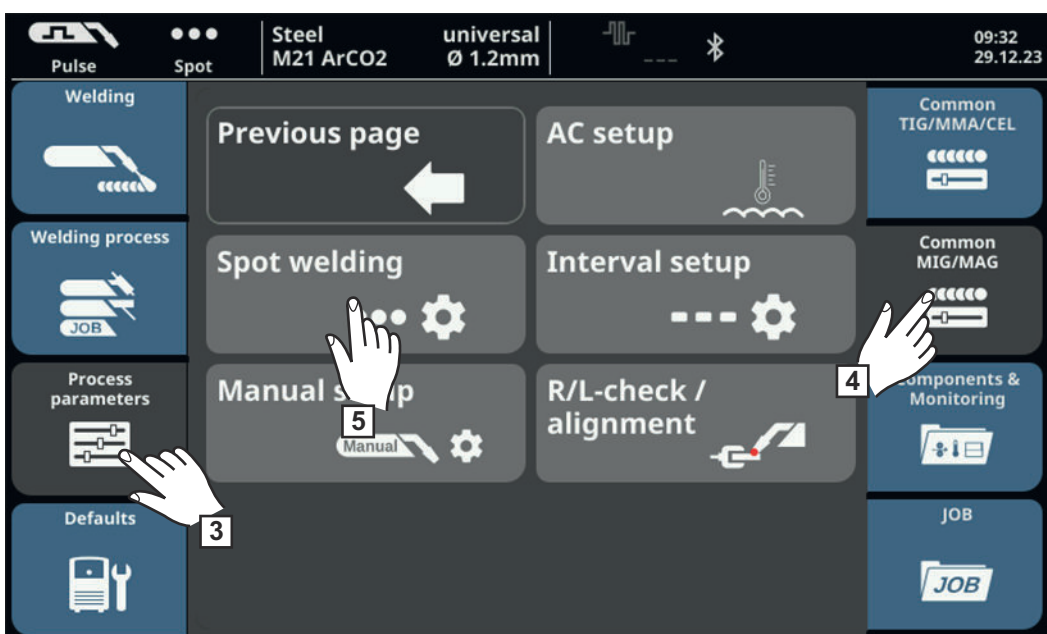 Pulse
Spot
Steel
M21 ArCO2
universal
Ø 1.2mm
---
09:32
29.12.23
Welding
Welding process
JOB
Process
parameters
3
Defaults
Previous page
AC setup
Spot welding
Interval setup
5
Manual
R/L-check /
alignment
Manual
Common
TIG/MMA/CEL
Common
MIG/MAG
4
Monitoring
JOB
JOB